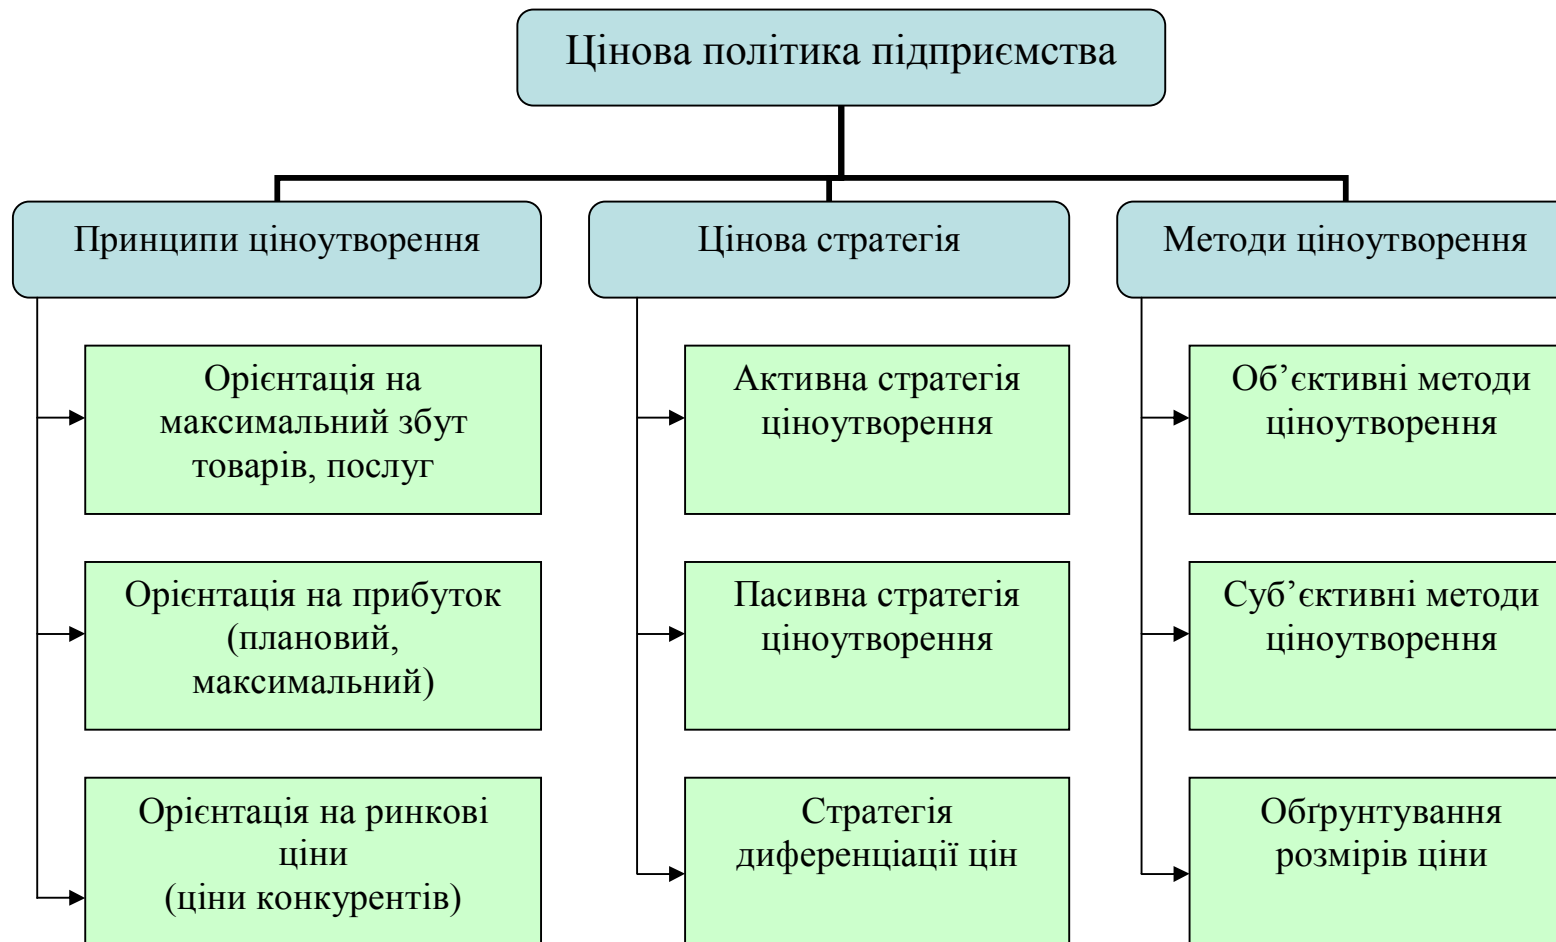 Цінова політика підприємства
Принципи ціноутворення
Орієнтація на
максимальний збут
товарів, послуг
Орієнтація на прибуток
(плановий,
максимальний)
Орієнтація на ринкові
ціни
(ціни конкурентів)
Цінова стратегія
Активна стратегія
ціноутворення
Пасивна стратегія
ціноутворення
Стратегія
диференціації цін
Методи ціноутворення
Об’єктивні методи
ціноутворення
Суб’єктивні методи
ціноутворення
Обґрунтування
розмірів ціни